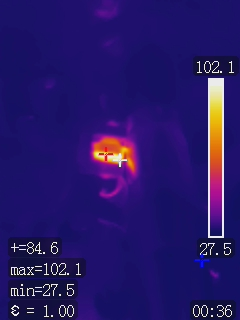 102.1
27.5
+=84.6
max=102.1
min=27.5
ε = 1.00
00:36